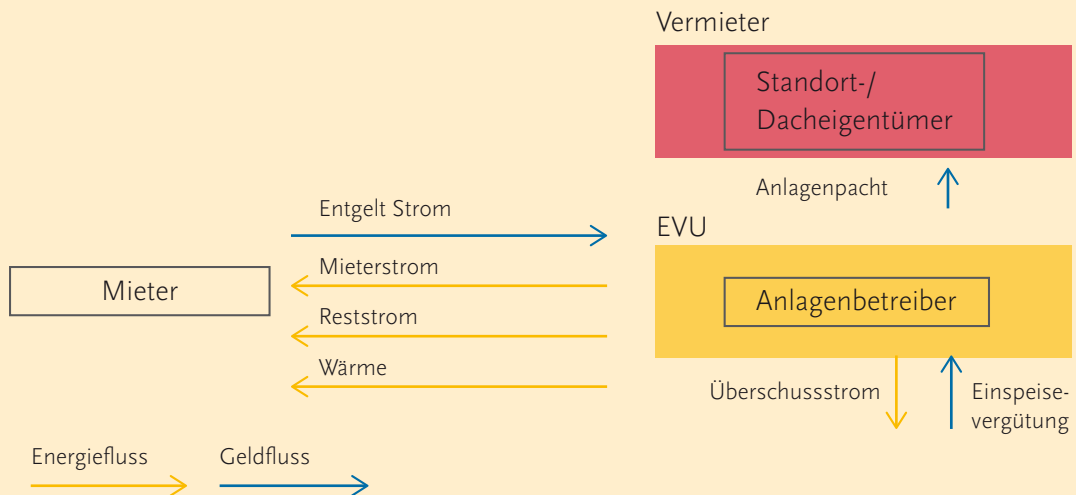 Vermieter
Standort-/
Dacheigentümer
Anlagenpacht
Entgelt Strom
EVU
Mieterstrom
Mieter
Anlagenbetreiber
Reststrom
Wärme
Überschussstrom
Einspeise-
vergütung
Energiefluss
Geldfluss